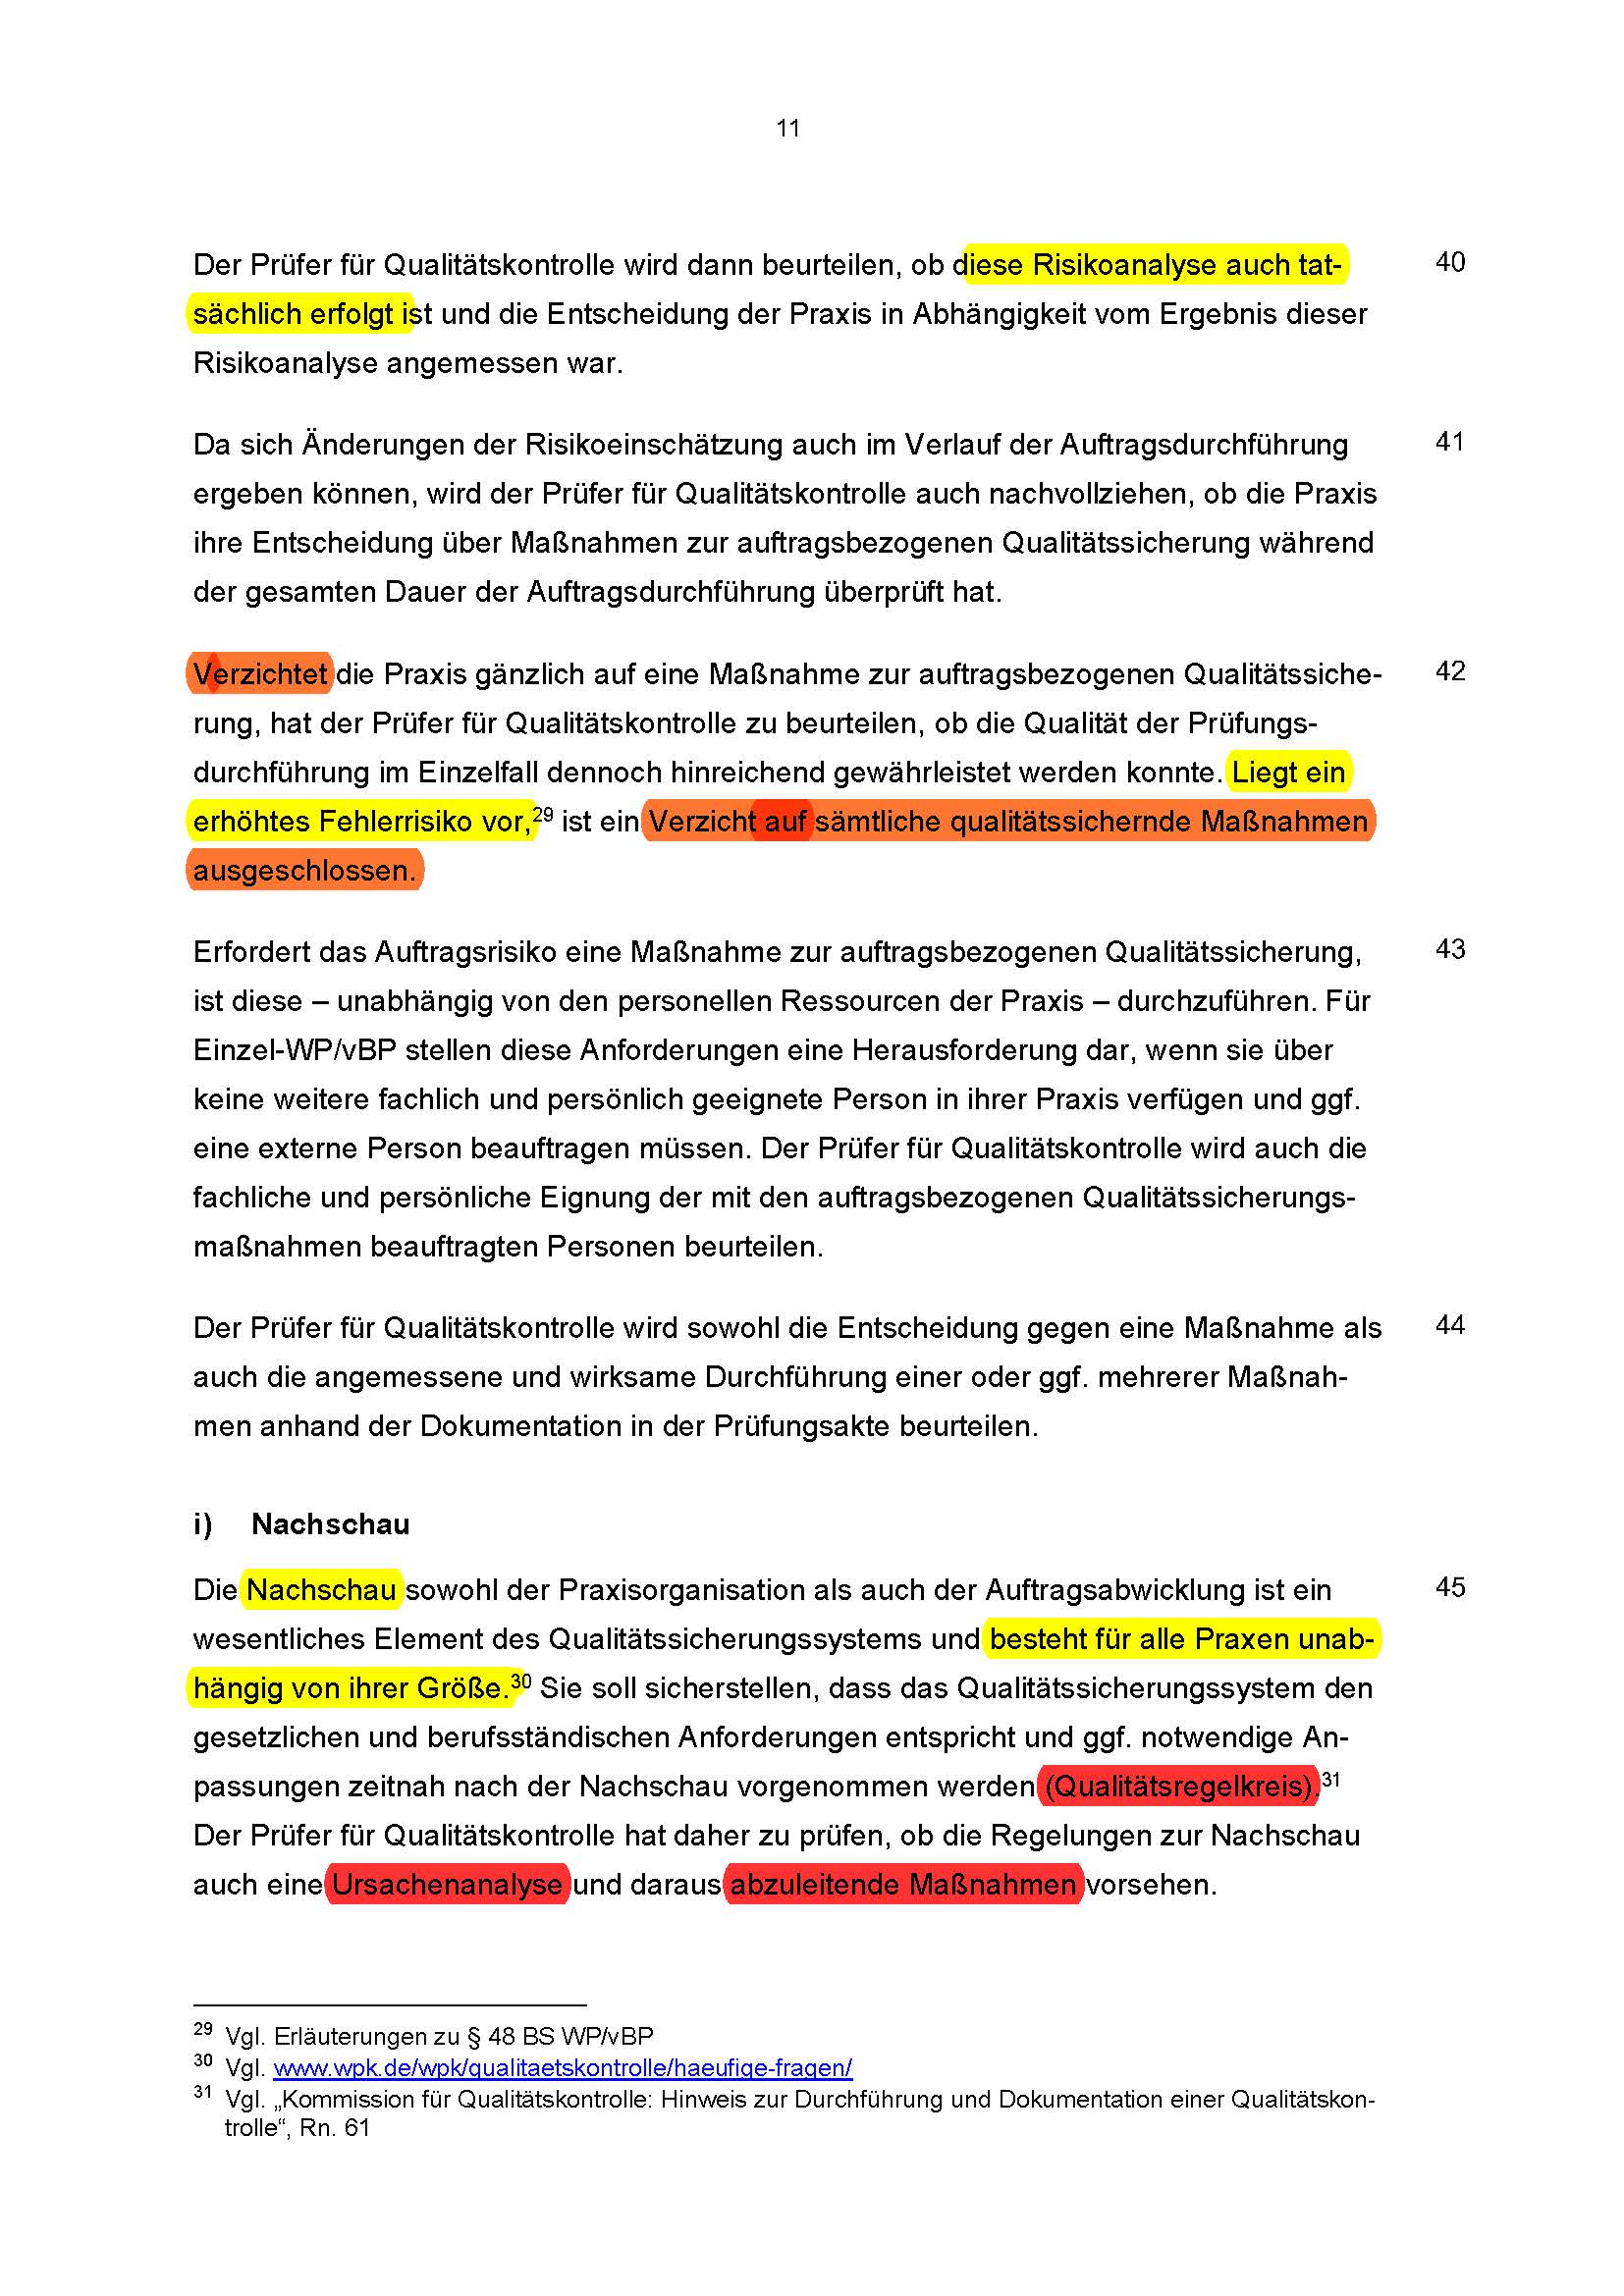 11
Der Prüfer für Qualitätskontrolle wird dann beurteilen, ob diese Risikoanalyse auch tat- 40
sächlich erfolgt ist und die Entscheidung der Praxis in Abhängigkeit vom Ergebnis dieser
Risikoanalyse angemessen war.
Da sich Änderungen der Risikoeinschätzung auch im Verlauf der Auftragsdurchführung 41
ergeben können, wird der Prüfer für Qualitätskontrolle auch nachvollziehen, ob die Praxis
ihre Entscheidung über Maßnahmen zur auftragsbezogenen Qualitätssicherung während
der gesamten Dauer der Auftragsdurchführung überprüft hat.
Verzichtet die Praxis gänzlich auf eine Maßnahme zur auftragsbezogenen Qualitätssiche- 42
rung, hat der Prüfer für Qualitätskontrolle zu beurteilen, ob die Qualität der Prüfungs-
durchführung im Einzelfall dennoch hinreichend gewährleistet werden konnte. Liegt ein
erhöhtes Fehlerrisiko vor,29 ist ein Verzicht auf sämtliche qualitätssichernde Maßnahmen
ausgeschlossen.
Erfordert das Auftragsrisiko eine Maßnahme zur auftragsbezogenen Qualitätssicherung, 43
ist diese – unabhängig von den personellen Ressourcen der Praxis – durchzuführen. Für
Einzel-WP/vBP stellen diese Anforderungen eine Herausforderung dar, wenn sie über
keine weitere fachlich und persönlich geeignete Person in ihrer Praxis verfügen und ggf.
eine externe Person beauftragen müssen. Der Prüfer für Qualitätskontrolle wird auch die
fachliche und persönliche Eignung der mit den auftragsbezogenen Qualitätssicherungs-
maßnahmen beauftragten Personen beurteilen.
Der Prüfer für Qualitätskontrolle wird sowohl die Entscheidung gegen eine Maßnahme als 44
auch die angemessene und wirksame Durchführung einer oder ggf. mehrerer Maßnah-
men anhand der Dokumentation in der Prüfungsakte beurteilen.
i) Nachschau
Die Nachschau sowohl der Praxisorganisation als auch der Auftragsabwicklung ist ein 45
wesentliches Element des Qualitätssicherungssystems und besteht für alle Praxen unab-
hängig von ihrer Größe.30 Sie soll sicherstellen, dass das Qualitätssicherungssystem den
gesetzlichen und berufsständischen Anforderungen entspricht und ggf. notwendige An-
passungen zeitnah nach der Nachschau vorgenommen werden (Qualitätsregelkreis).31
Der Prüfer für Qualitätskontrolle hat daher zu prüfen, ob die Regelungen zur Nachschau
auch eine Ursachenanalyse und daraus abzuleitende Maßnahmen vorsehen.
29 Vgl. Erläuterungen zu § 48 BS WP/vBP
30 Vgl. www.wpk.de/wpk/qualitaetskontrolle/haeufige-fragen/
31 Vgl. „Kommission für Qualitätskontrolle: Hinweis zur Durchführung und Dokumentation einer Qualitätskon-
trolle“, Rn. 61